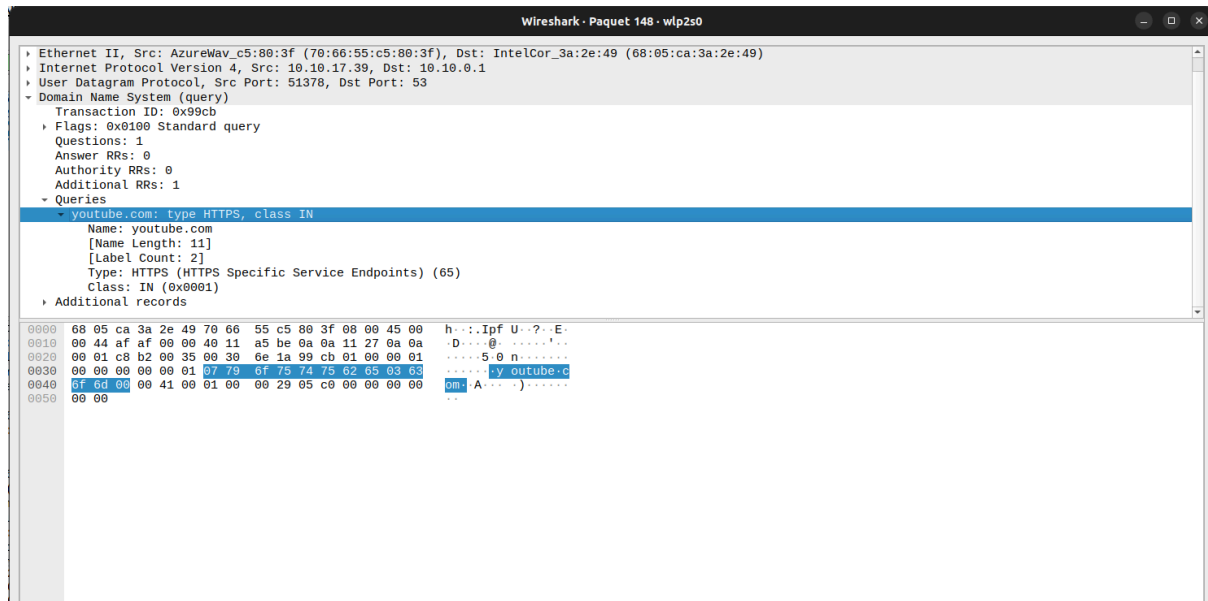 Wireshark · Paquet 148 · wlp2s0
Ethernet II, Src: AzureWav_c5:80:3f (70:66:55:c5:80:3f), Dst: IntelCor_3a:2e:49 (68:05:ca:3a:2e:49)
Internet Protocol Version 4, Src: 10.10.17.39, Dst: 10.10.0.1
User Datagram Protocol, Src Port: 51378, Dst Port: 53
Domain Name System (query)
Transaction ID: 0x99cb
Flags: 0x0100 Standard query
Questions: 1
Answer RRs: 0
Authority RRs: 0
Additional RRs: 1
Queries
youtube.com: type HTTPS, class IN
Name: youtube.com
[Name Length: 11]
[Label Count: 2]
Type: HTTPS (HTTPS Specific Service Endpoints) (65)
Class: IN (0x0001)
Additional records
0000 68 05 ca 3a 2e 49 70 66 55 c5 80 3f 08 00 45 00 h··:.Ipf U··?··E·
0010 00 44 af af 00 00 40 11 a5 be 0a 0a 11 27 0a 0a ·D····@· ·····'··
0020 00 01 c8 b2 00 35 00 30 6e 1a 99 cb 01 00 00 01 ·····5·0 n·······
0030 00 00 00 00 00 01 07 79 6f 75 74 75 62 65 03 63 ·······y outube·c
0040 6f 6d 00 00 41 00 01 00 00 29 05 c0 00 00 00 00 om··A··· ·)······
0050 00 00 ··